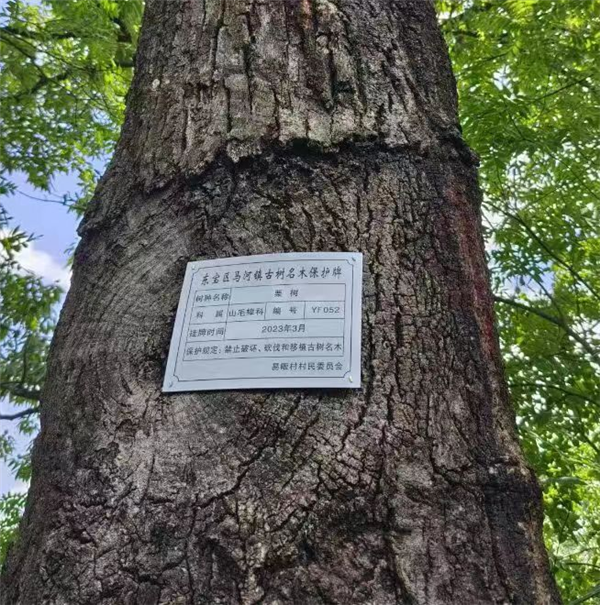 东宝区马河镇古树名木保护牌
树种名称 栗树
科 属 山毛榉科 编 号 YF052
挂牌时间 2023年3月
保护规定：禁止破坏、砍伐和移植古树名木
易畈村村民委员会